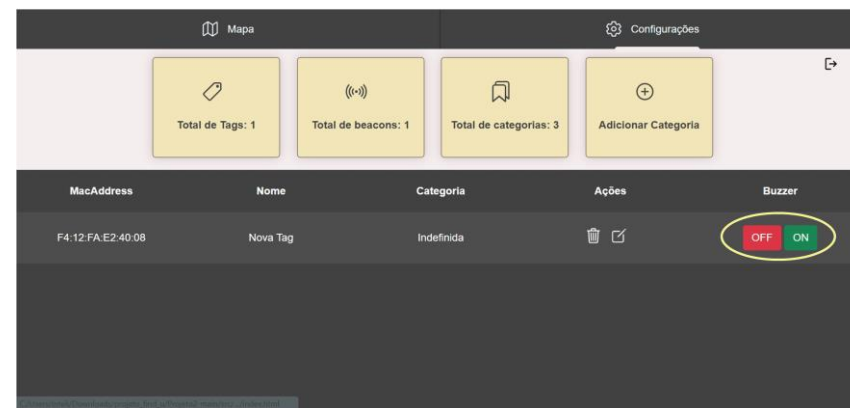 Mapa
Configurações
Total de Tags: 1
Total de beacons: 1
Total de categorias: 3
Adicionar Categoria
MacAddress Nome Categoria Ações Buzzer
F4:12:FA:E2:40:08 Nova Tag Indefinida OFF ON